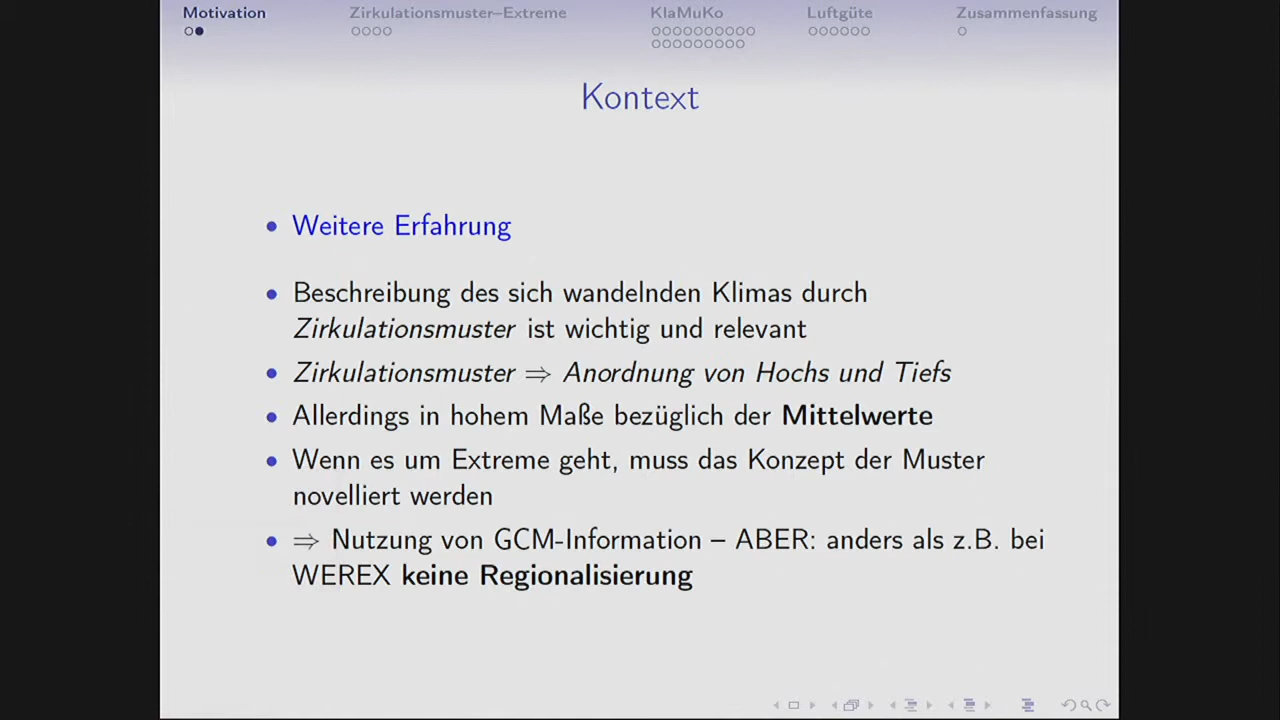 Motivation Zirkulationsmuster–Extreme KlaMuKo Luftgüte Zusammenfassung
Kontext
• Weitere Erfahrung
• Beschreibung des sich wandelnden Klimas durch
Zirkulationsmuster ist wichtig und relevant
• Zirkulationsmuster ⇒ Anordnung von Hochs und Tiefs
• Allerdings in hohem Maße bezüglich der Mittelwerte
• Wenn es um Extreme geht, muss das Konzept der Muster
novelliert werden
• ⇒ Nutzung von GCM-Information – ABER: anders als z.B. bei
WEREX keine Regionalisierung